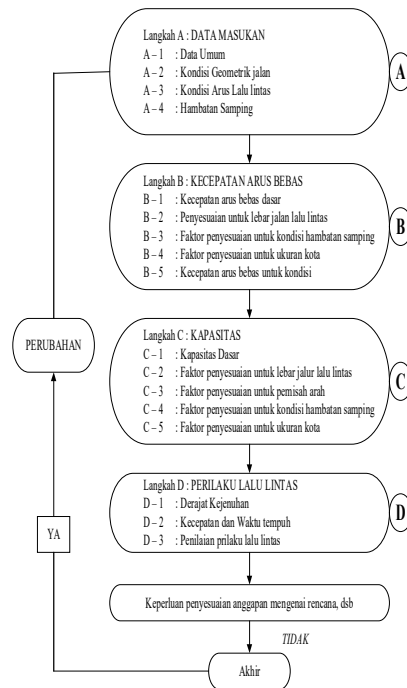 Langkah A : DATA MASUKAN
A – 1 : Data Umum
A – 2 : Kondisi Geometrik jalan
A – 3 : Kondisi Arus Lalu lintas
A – 4 : Hambatan Samping
A
Langkah B : KECEPATAN ARUS BEBAS
B – 1 : Kecepatan arus bebas dasar
B – 2 : Penyesuaian untuk lebar jalan lalu lintas
B – 3 : Faktor penyesuaian untuk kondisi hambatan samping
B – 4 : Faktor penyesuaian untuk ukuran kota
B – 5 : Kecepatan arus bebas untuk kondisi
B
PERUBAHAN
Langkah C : KAPASITAS
C – 1 : Kapasitas Dasar
C – 2 : Faktor penyesuaian untuk lebar jalur lalu lintas
C – 3 : Faktor penyesuaian untuk pemisah arah
C – 4 : Faktor penyesuaian untuk kondisi hambatan samping
C – 5 : Faktor penyesuaian untuk ukuran kota
C
Langkah D : PERILAKU LALU LINTAS
D – 1 : Derajat Kejenuhan
D – 2 : Kecepatan dan Waktu tempuh
D – 3 : Penilaian prilaku lalu lintas
D
YA
Keperluan penyesuaian anggapan mengenai rencana, dsb
TIDAK
Akhir